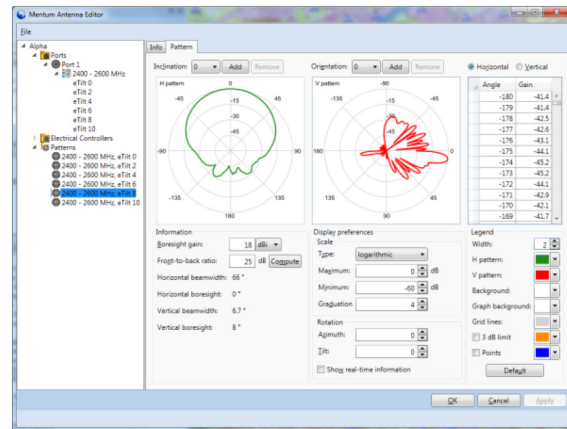 Mentum Antenna Editor
File
Alpha
Ports
Port 1
2400 - 2600 MHz
eTilt 0
eTilt 2
eTilt 4
eTilt 6
eTilt 8
eTilt 10
Electrical Controllers
Patterns
2400 - 2600 MHz, eTilt 0
2400 - 2600 MHz, eTilt 2
2400 - 2600 MHz, eTilt 4
2400 - 2600 MHz, eTilt 6
2400 - 2600 MHz, eTilt 8
2400 - 2600 MHz, eTilt 10
Info Pattern
Inclination: 0 Add Remove
Orientation: 0 Add Remove
Horizontal Vertical
H pattern
0
-45 45
-15
-30
-45
-90 90
-135 135
180
V pattern
-90
-135 -45
-15
-30
-45
0
135 45
90
Angle Gain
-180 -41.4
-179 -41.4
-178 -42.5
-177 -42.6
-176 -43.1
-175 -44.1
-174 -45.2
-173 -45.2
-172 -44.1
-171 -42.9
-170 -42.1
-169 -41.7
Information
Boresight gain: 18 dBi
Front-to-back ratio: 25 dB Compute
Horizontal beamwidth: 66 °
Horizontal boresight: 0 °
Vertical beamwidth: 6.7 °
Vertical boresight: 8 °
Display preferences
Scale
Type: logarithmic
Maximum: 0 dB
Minimum: -60 dB
Graduation 4
Rotation
Azimuth: 0
Tilt: 0
Show real-time information
Legend
Width: 2
H pattern:
V pattern:
Background:
Graph background:
Grid lines:
3 dB limit
Points
Default
OK Cancel Apply